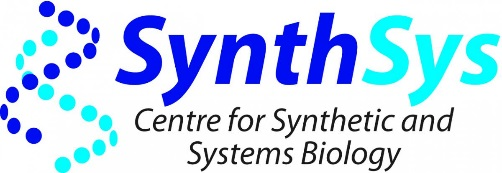 SynthSys
Centre for Synthetic and
Systems Biology